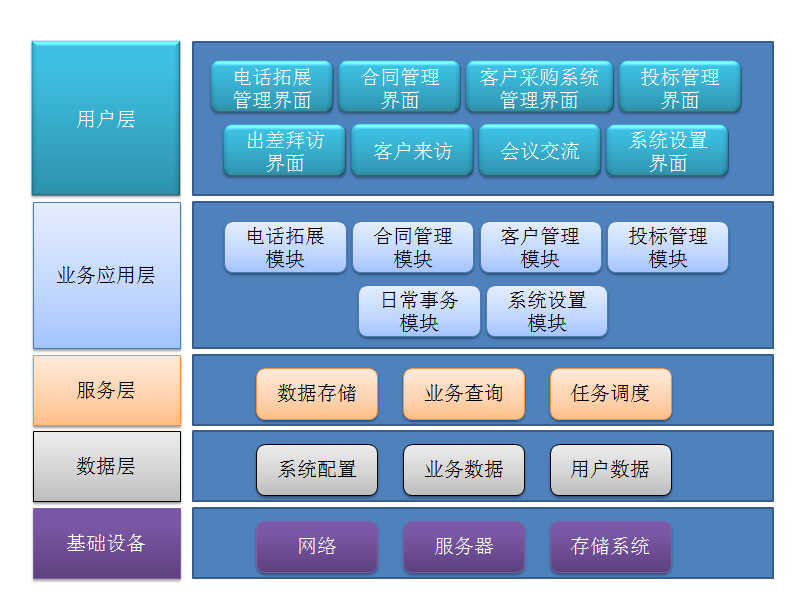 用户层
电话拓展
管理界面
合同管理
界面
客户采购系统
管理界面
投标管理
界面
出差拜访
界面
客户来访
会议交流
系统设置
界面
业务应用层
电话拓展
模块
合同管理
模块
客户管理
模块
投标管理
模块
日常事务
模块
系统设置
模块
服务层
数据存储
业务查询
任务调度
数据层
系统配置
业务数据
用户数据
基础设备
网络
服务器
存储系统